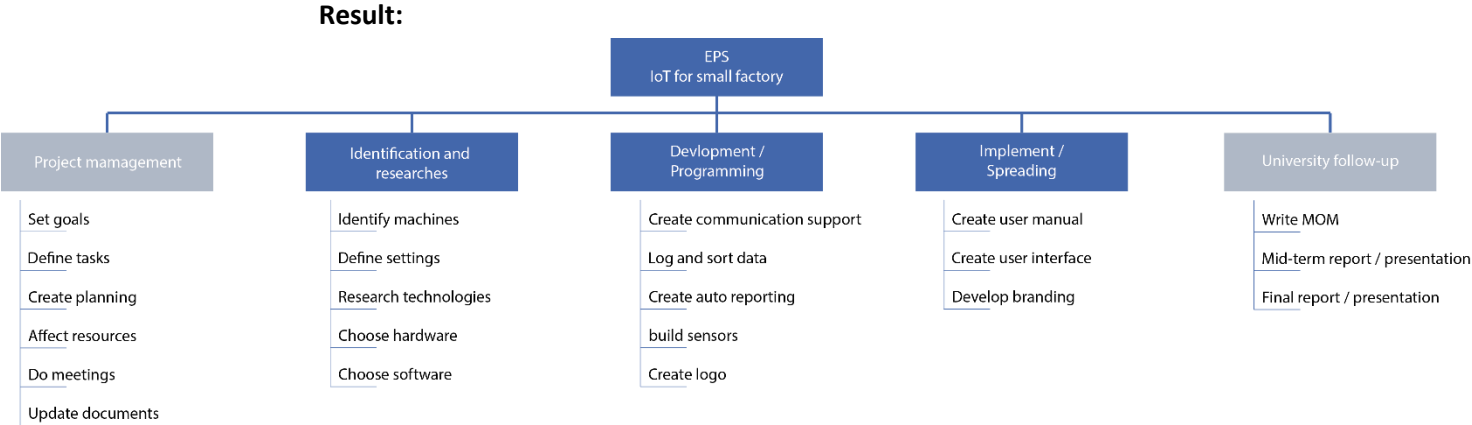 Result:
EPS
IoT for small factory
Project mamagement
Set goals
Define tasks
Create planning
Affect resources
Do meetings
Update documents
Identification and
researches
Identify machines
Define settings
Research technologies
Choose hardware
Choose software
Devlopment /
Programming
Create communication support
Log and sort data
Create auto reporting
build sensors
Create logo
Implement /
Spreading
Create user manual
Create user interface
Develop branding
University follow-up
Write MOM
Mid-term report / presentation
Final report / presentation